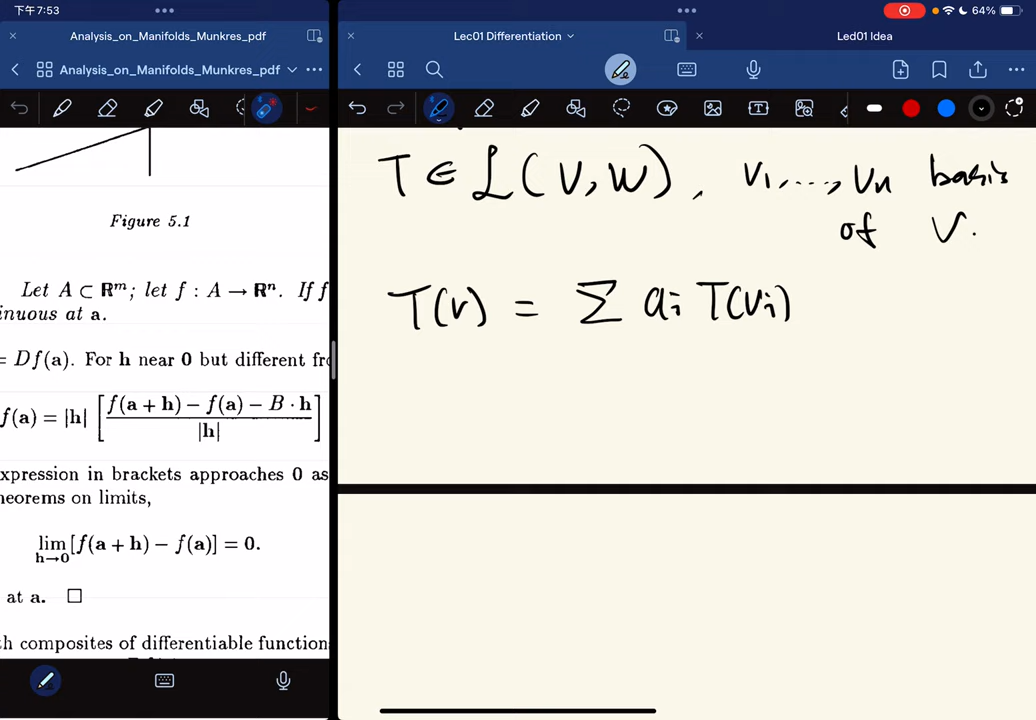 下午7:53
64%
Analysis_on_Manifolds_Munkres_pdf
Lec01 Differentiation
Led01 Idea
Analysis_on_Manifolds_Munkres_pdf
Figure 5.1
Let A ⊂ R^m; let f : A → R^n. If f
inuous at a.
= Df(a). For h near 0 but different fr
f(a) = |h| [ (f(a + h) − f(a) − B · h) / |h| ]
xpression in brackets approaches 0 as
heorems on limits,
lim_{h→0} [f(a + h) − f(a)] = 0.
at a. □
th composites of differentiable function
T ∈ L(V, W), v₁, ..., vₙ basis
of V.
T(v) = Σ aᵢ T(vᵢ)